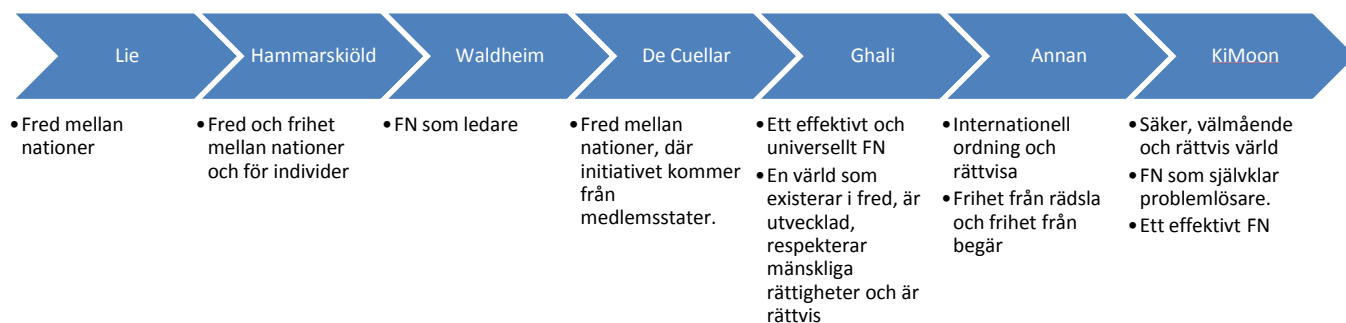 Lie
Hammarskiöld
Waldheim
De Cuellar
Ghali
Annan
KiMoon
•Fred mellan
nationer
•Fred och frihet
mellan nationer
och för individer
•FN som ledare
•Fred mellan
nationer, där
initiativet kommer
från
medlemsstater.
•Ett effektivt och
universellt FN
•En värld som
existerar i fred, är
utvecklad,
respekterar
mänskliga
rättigheter och är
rättvis
•Internationell
ordning och
rättvisa
•Frihet från rädsla
och frihet från
begär
•Säker, välmående
och rättvis värld
•FN som självklar
problemlösare.
•Ett effektivt FN